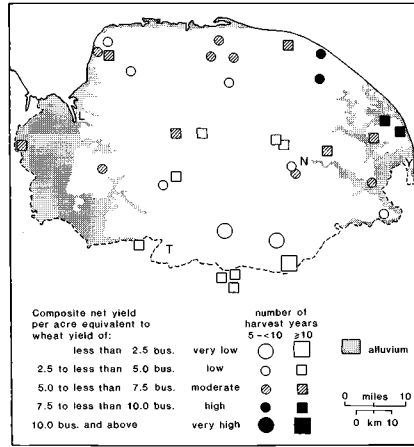 L
N
Y
T
Composite net yield
per acre equivalent to
wheat yield of:
number of
harvest years
5-<10 ≥10
less than 2.5 bus. very low
2.5 to less than 5.0 bus. low
5.0 to less than 7.5 bus. moderate
7.5 to less than 10.0 bus. high
10.0 bus. and above very high
alluvium
0 miles 10
0 km 10